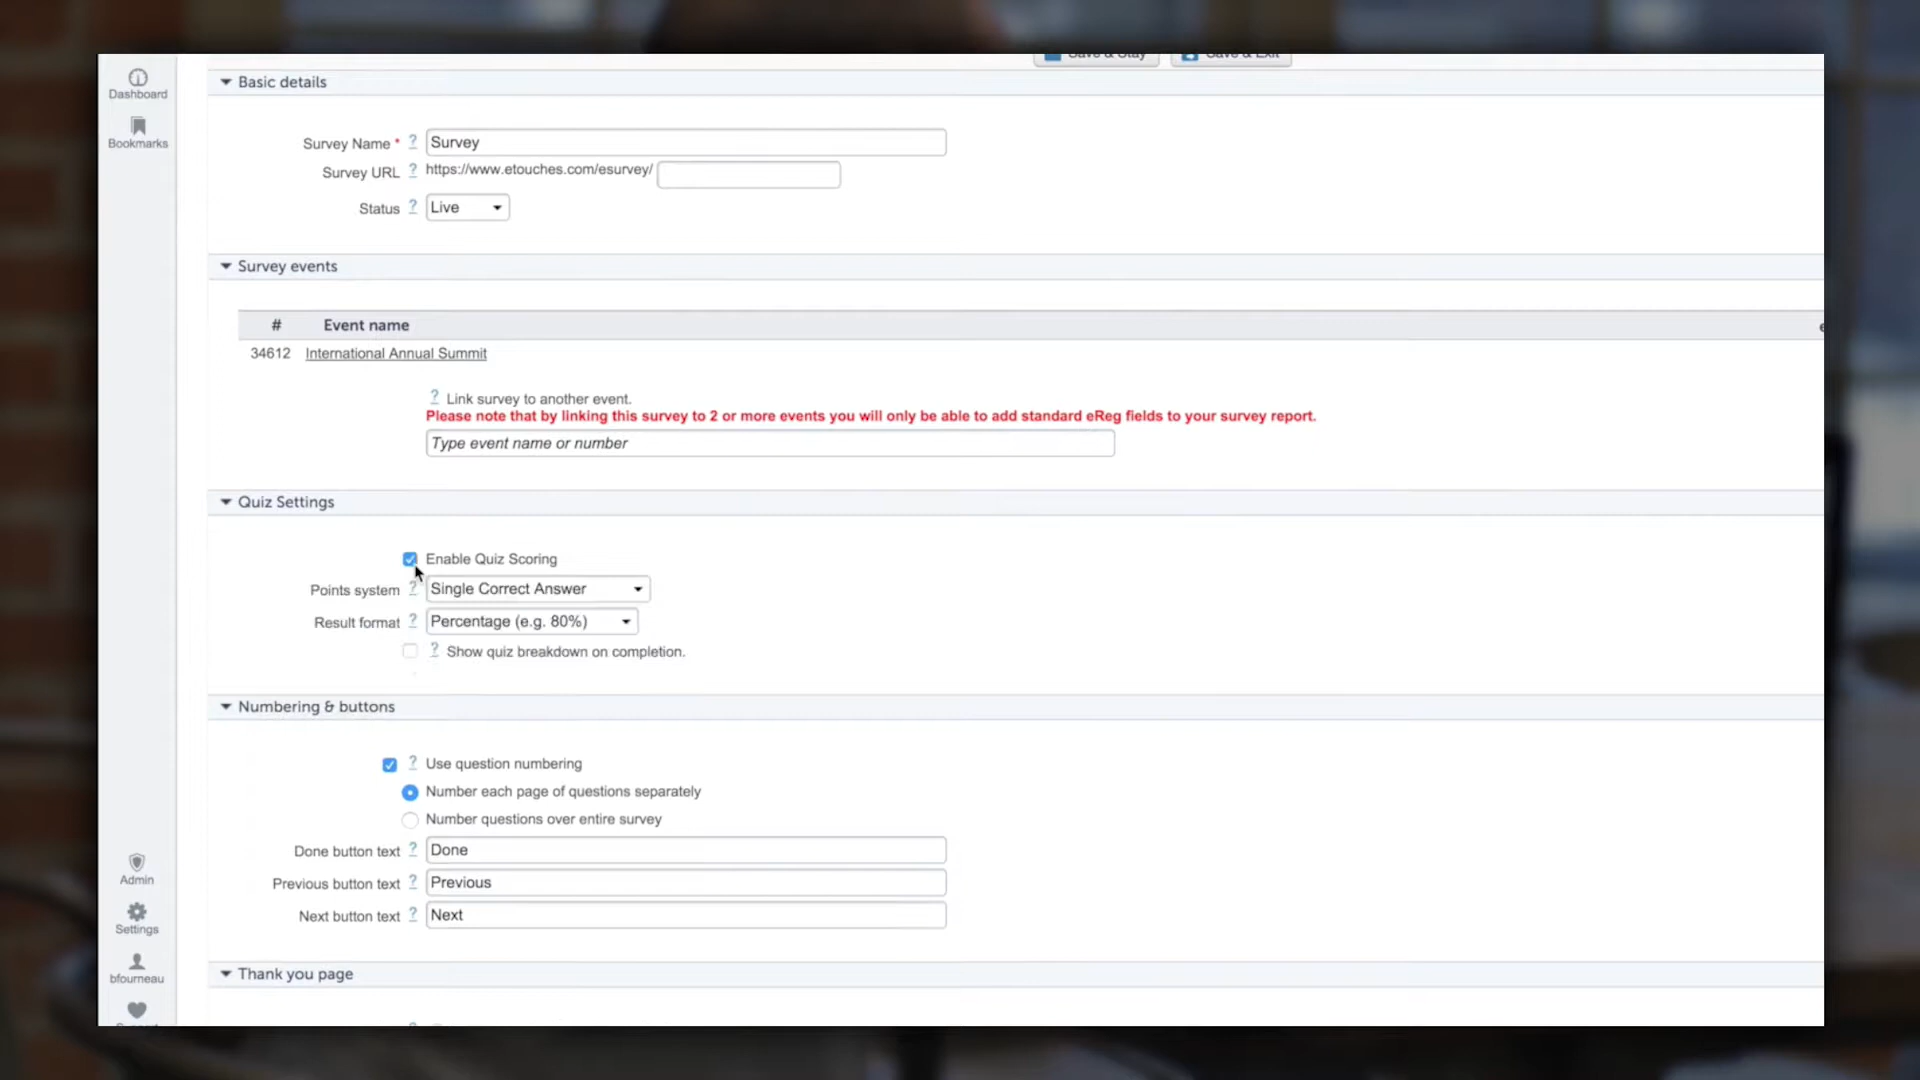 Save & Stay
Save & Exit
Dashboard
Bookmarks
Basic details
Survey Name * ? Survey
Survey URL ? https://www.etouches.com/esurvey/
Status ? Live
Survey events
# Event name
34612 International Annual Summit
? Link survey to another event.
Please note that by linking this survey to 2 or more events you will only be able to add standard eReg fields to your survey report.
Type event name or number
Quiz Settings
Enable Quiz Scoring
Points system ? Single Correct Answer
Result format ? Percentage (e.g. 80%)
? Show quiz breakdown on completion.
Numbering & buttons
? Use question numbering
Number each page of questions separately
Number questions over entire survey
Done button text ? Done
Previous button text ? Previous
Next button text ? Next
Thank you page
Admin
Settings
bfourneau